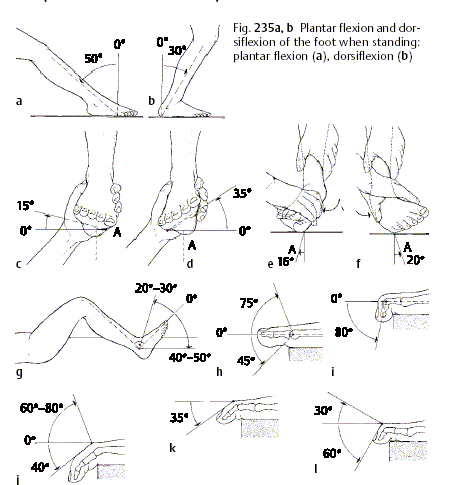 Fig. 235a, b Plantar flexion and dor-
siflexion of the foot when standing:
plantar flexion (a), dorsiflexion (b)
0°
50°
0°
30°
a
b
15°
0°
A
c
35°
0°
A
d
A
16°
e
A
20°
f
20°–30°
0°
40°–50°
g
75°
0°
45°
h
0°
80°
i
60°–80°
0°
40°
j
35°
k
30°
60°
l